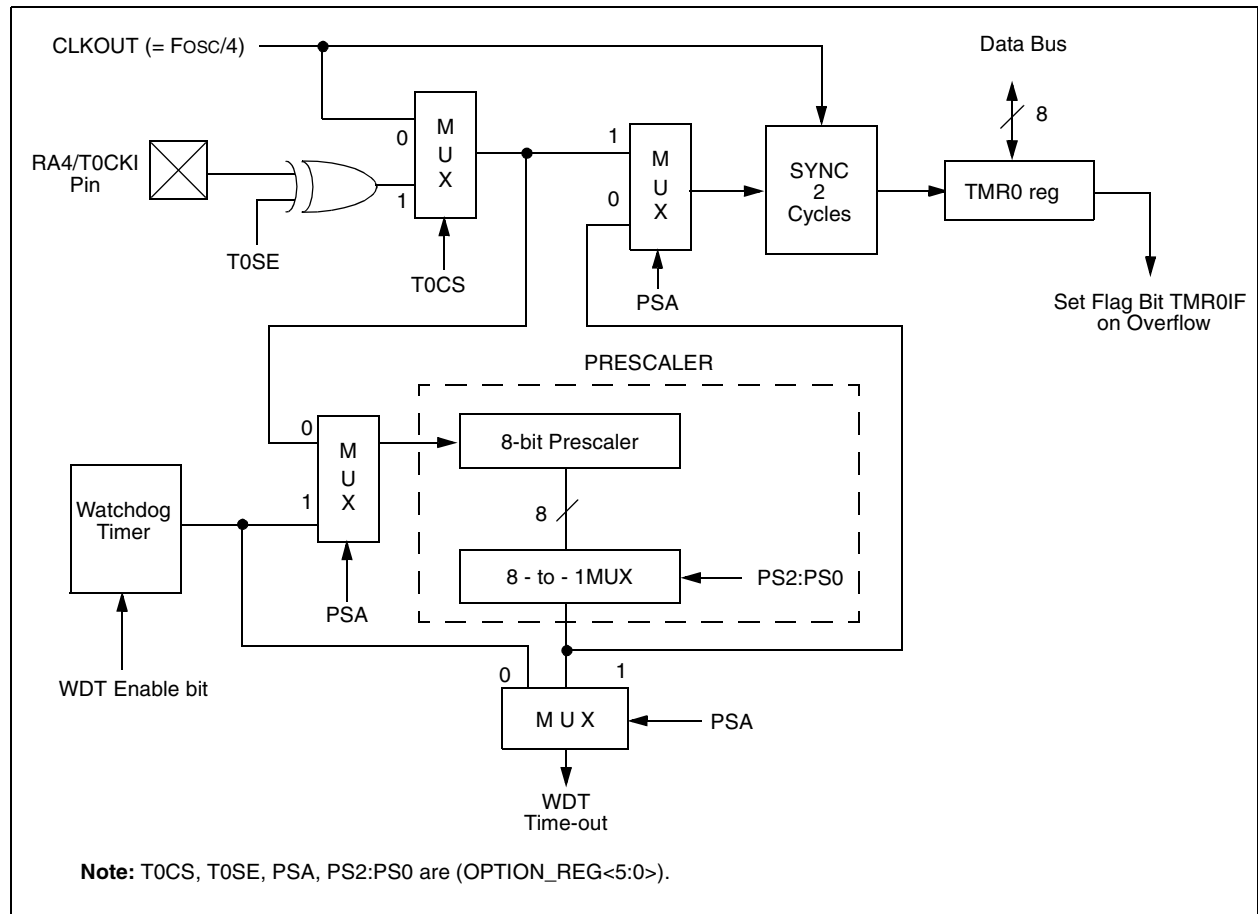 CLKOUT (= FOSC/4)
Data Bus
8
RA4/T0CKI
Pin
0
1
M
U
X
T0SE
T0CS
1
0
M
U
X
PSA
SYNC
2
Cycles
TMR0 reg
Set Flag Bit TMR0IF
on Overflow
PRESCALER
0
1
M
U
X
PSA
8-bit Prescaler
8
8 - to - 1MUX
PS2:PS0
Watchdog
Timer
WDT Enable bit
0
1
M U X
PSA
WDT
Time-out
Note: T0CS, T0SE, PSA, PS2:PS0 are (OPTION_REG<5:0>).